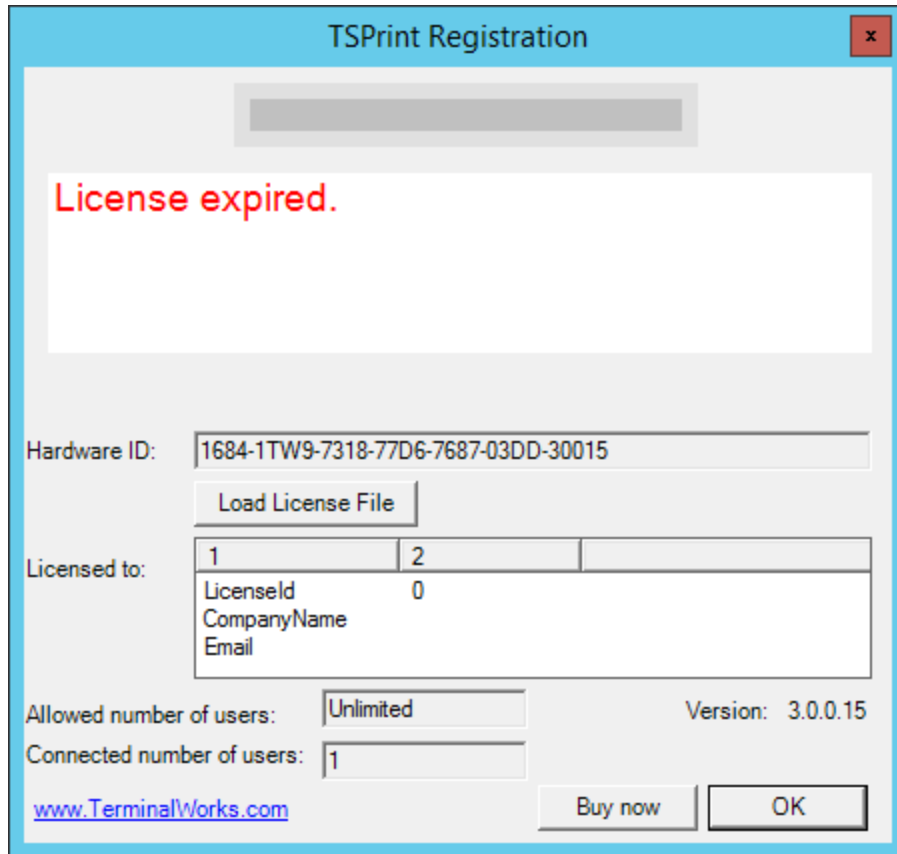 TSPrint Registration
x
License expired.
Hardware ID: 1684-1TW9-7318-77D6-7687-03DD-30015
Load License File
Licensed to:
1 2
LicenseId 0
CompanyName
Email
Allowed number of users: Unlimited
Version: 3.0.0.15
Connected number of users: 1
www.TerminalWorks.com
Buy now
OK